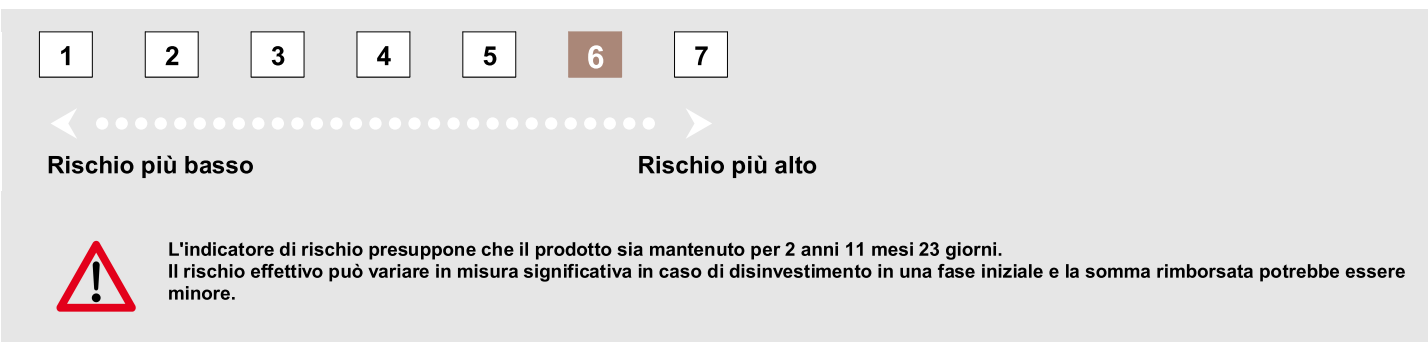 1 2 3 4 5 6 7
Rischio più basso Rischio più alto
L'indicatore di rischio presuppone che il prodotto sia mantenuto per 2 anni 11 mesi 23 giorni.
Il rischio effettivo può variare in misura significativa in caso di disinvestimento in una fase iniziale e la somma rimborsata potrebbe essere
minore.